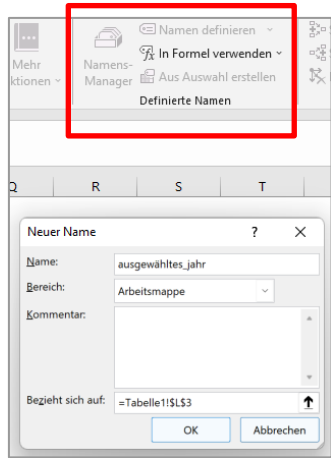 Namen definieren
Mehr
Namens-
In Formel verwenden
ktionen
Manager
Aus Auswahl erstellen
Definierte Namen
Q R S T
Neuer Name ? ×
Name: ausgewähltes_jahr
Bereich: Arbeitsmappe
Kommentar:
Bezieht sich auf: =Tabelle1!$L$3
OK Abbrechen